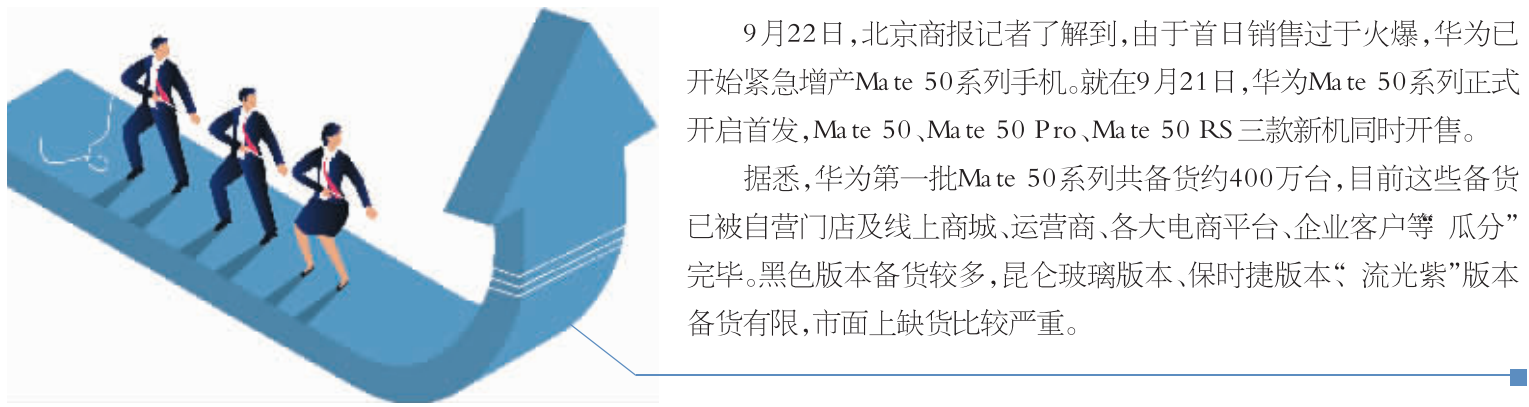 9月22日,北京商报记者了解到,由于首日销售过于火爆,华为已
开始紧急增产Mate 50系列手机。就在9月21日,华为Mate 50系列正式
开启首发,Mate 50、Mate 50 Pro、Mate 50 RS三款新机同时开售。
据悉,华为第一批Mate 50系列共备货约400万台,目前这些备货
已被自营门店及线上商城、运营商、各大电商平台、企业客户等“瓜分”
完毕。黑色版本备货较多,昆仑玻璃版本、保时捷版本、“流光紫”版本
备货有限,市面上缺货比较严重。